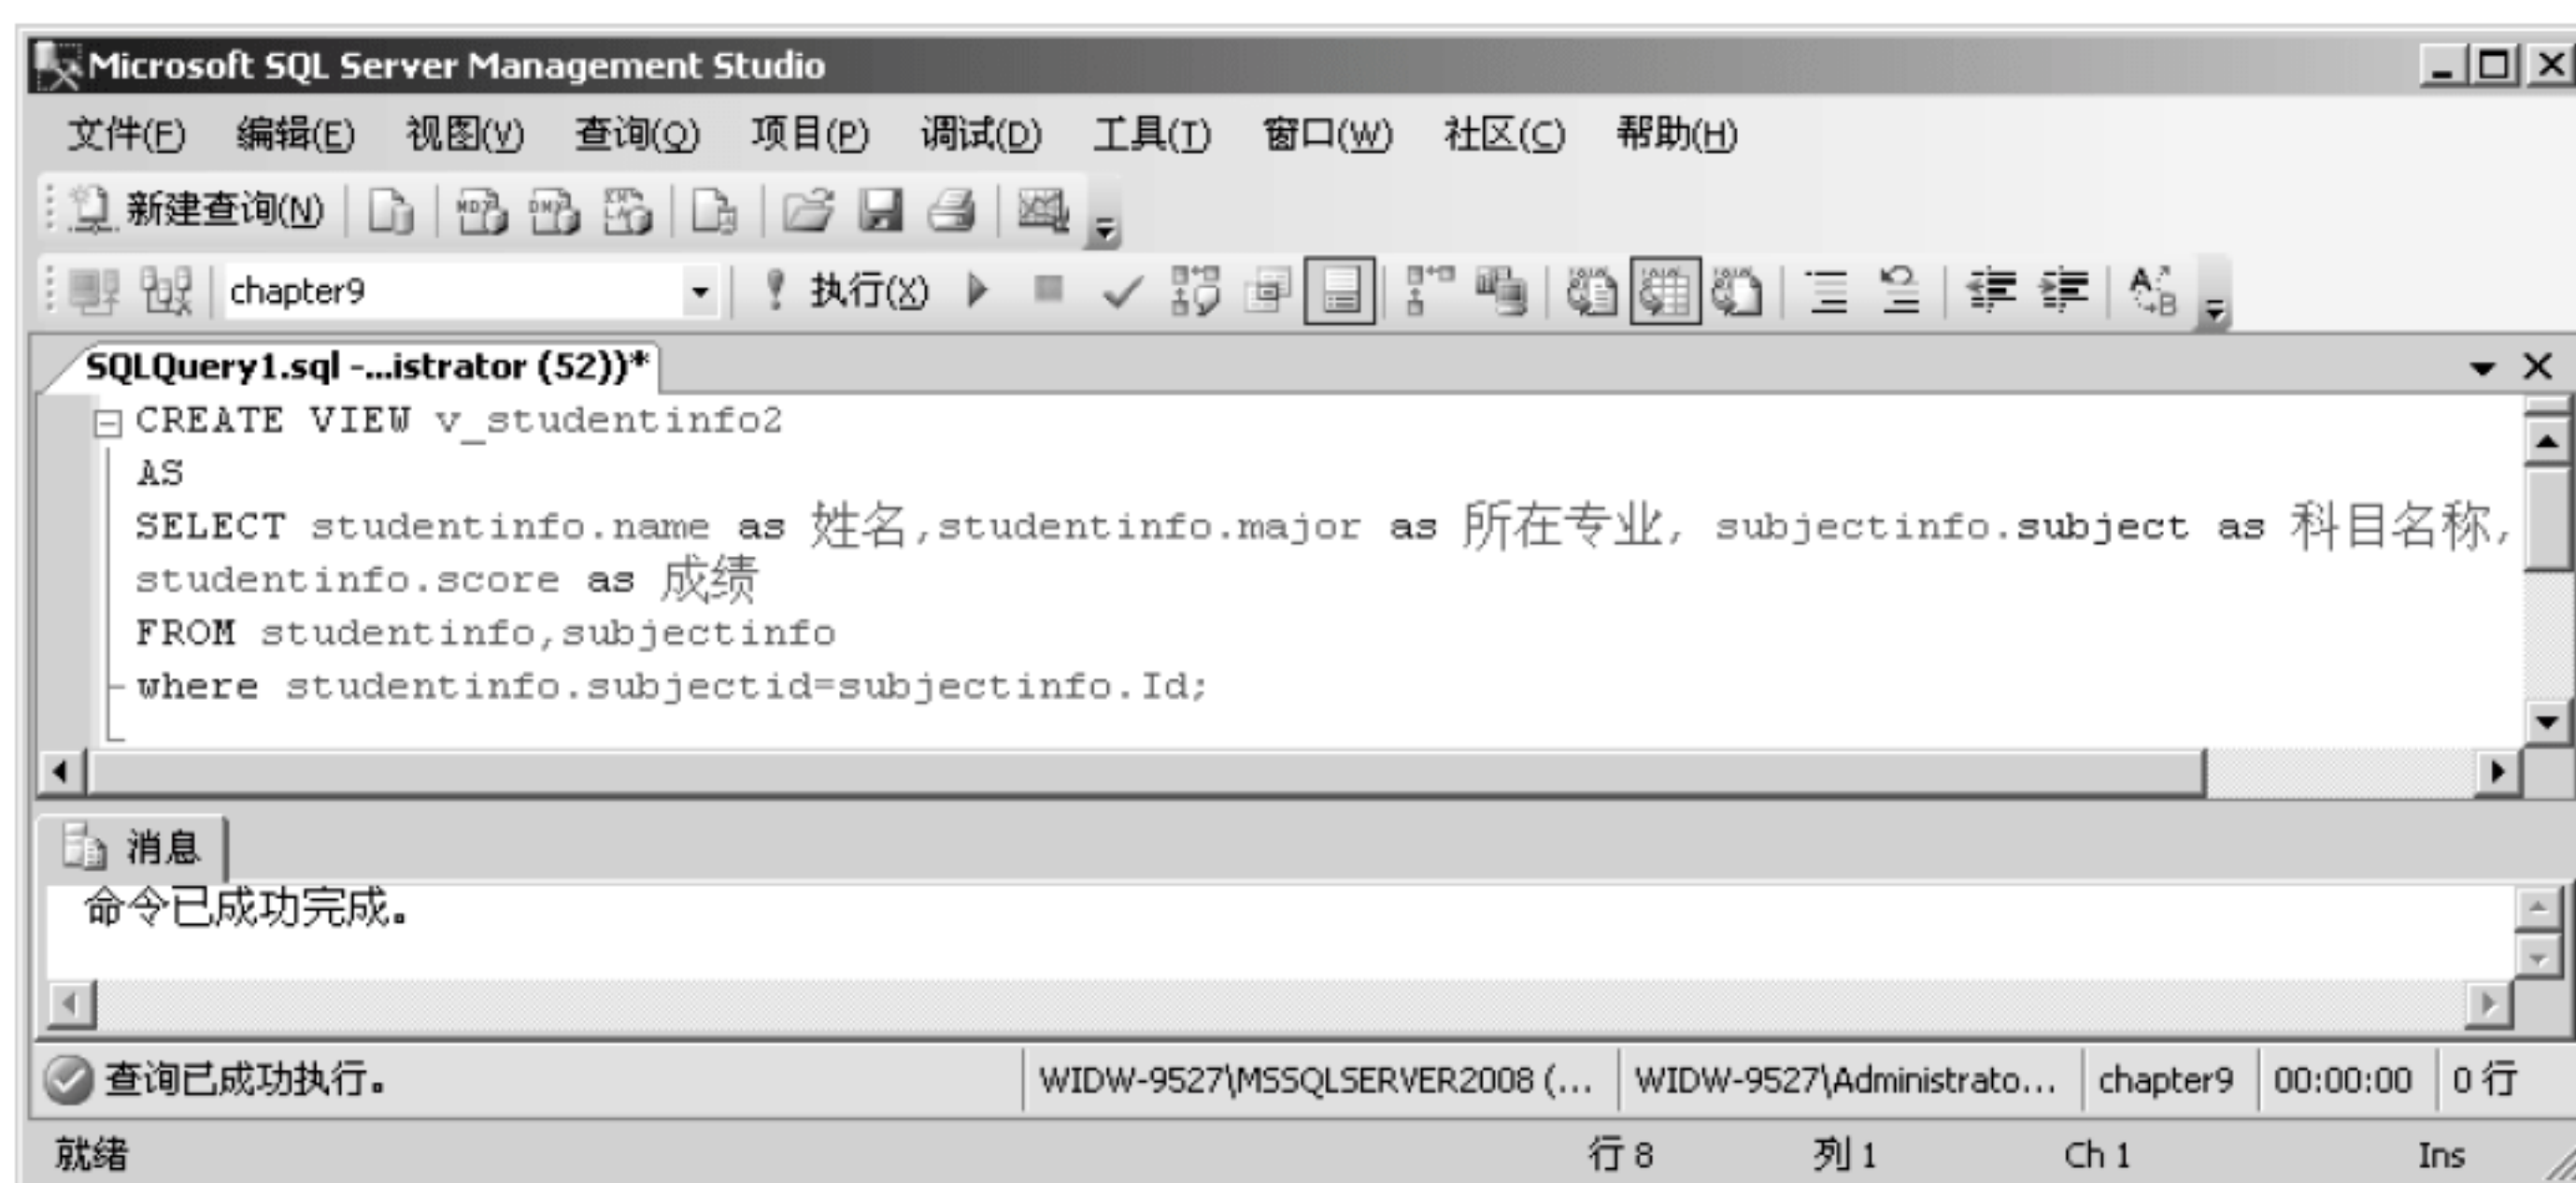 Microsoft SQL Server Management Studio
文件(F) 编辑(E) 视图(V) 查询(Q) 项目(P) 调试(D) 工具(T) 窗口(W) 社区(C) 帮助(H)
新建查询(N)
chapter9 执行(X)
SQLQuery1.sql -...istrator (52))*
CREATE VIEW v_studentinfo2
AS
SELECT studentinfo.name as 姓名,studentinfo.major as 所在专业, subjectinfo.subject as 科目名称,
studentinfo.score as 成绩
FROM studentinfo,subjectinfo
where studentinfo.subjectid=subjectinfo.Id;
消息
命令已成功完成。
查询已成功执行。 WIDW-9527\MSSQLSERVER2008 (... WIDW-9527\Administrato... chapter9 00:00:00 0 行
就绪 行 8 列 1 Ch 1 Ins